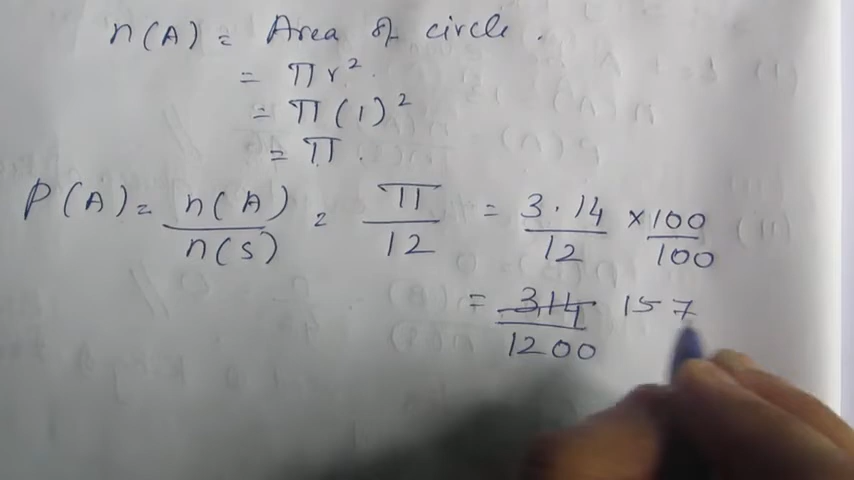 n(A) = Area of circle.
= πr².
= π(1)²
= π.
P(A) = n(A)/n(S) = π/12 = 3.14/12 × 100/100
= 314/1200 157